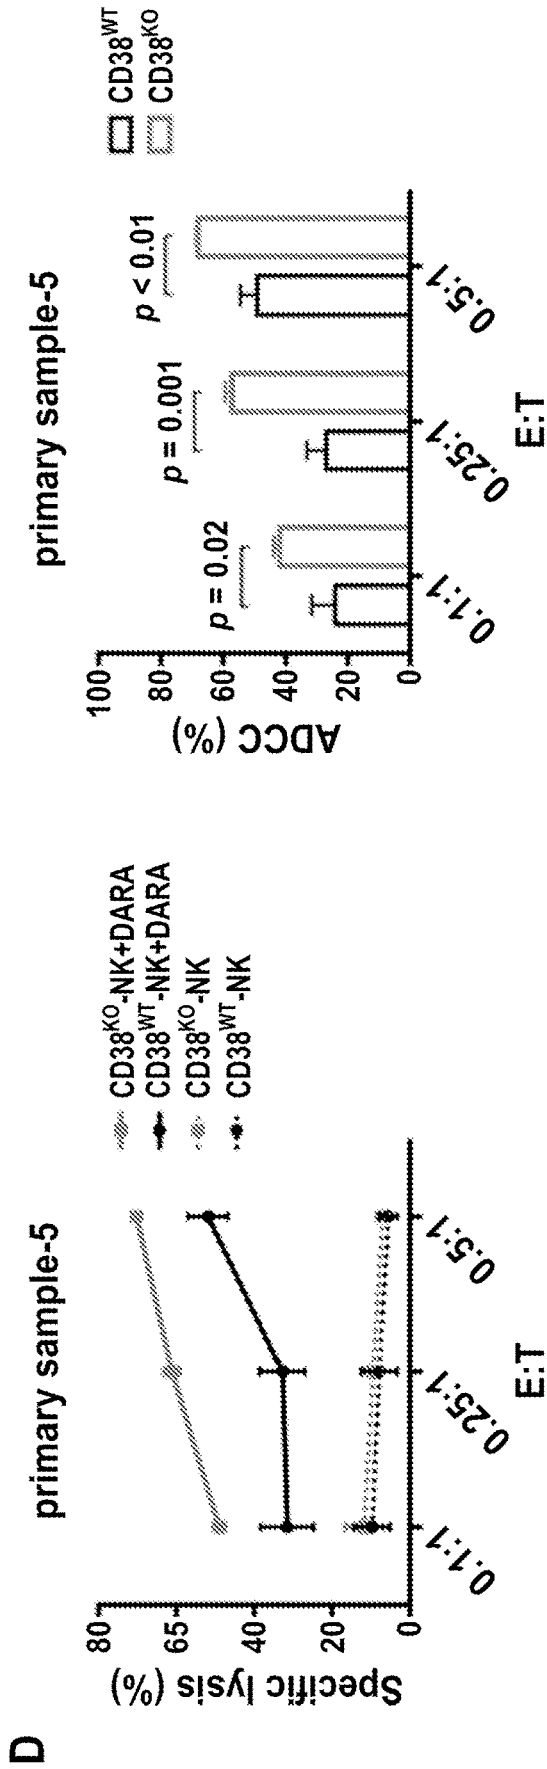 D
primary sample-5
Specific lysis (%)
80
65
40
20
0
0.1:1
0.25:1
0.5:1
E:T
CD38KO-NK+DARA
CD38WT-NK+DARA
CD38KO-NK
CD38WT-NK
primary sample-5
ADCC (%)
100
80
60
40
20
0
p = 0.02
p = 0.001
p < 0.01
0.1:1
0.25:1
0.5:1
E:T
CD38WT
CD38KO